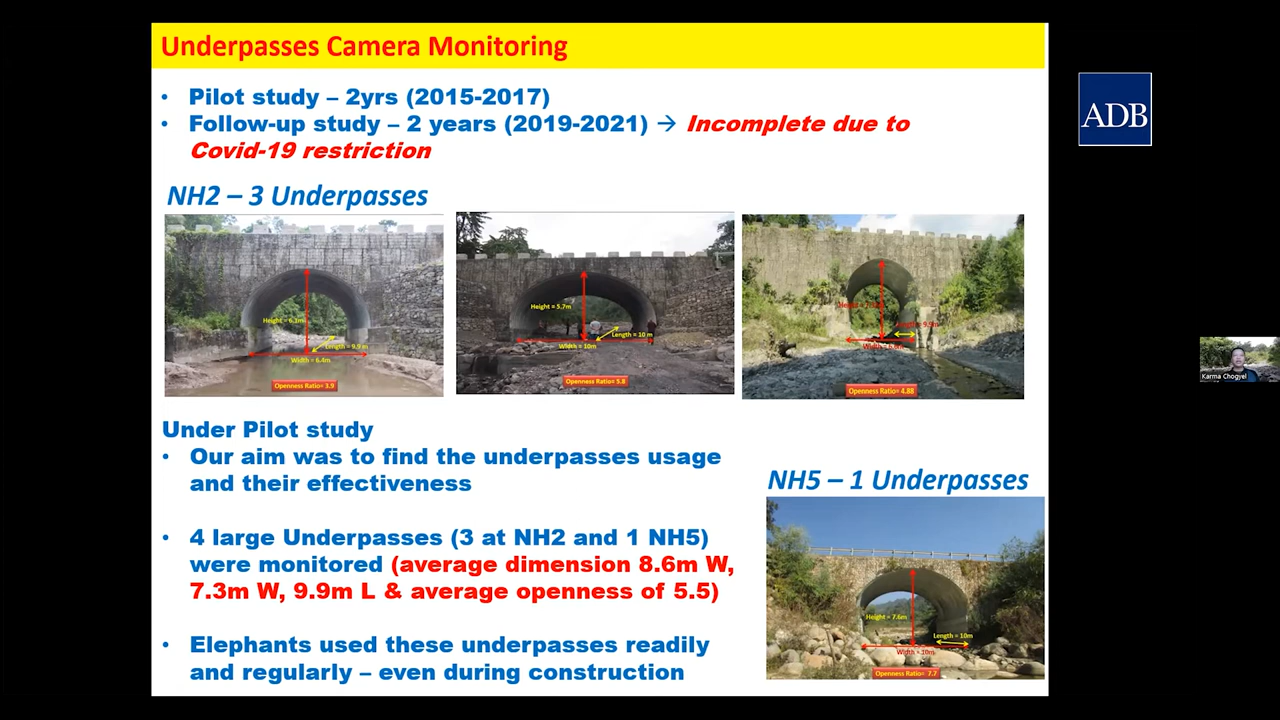 Underpasses Camera Monitoring
• Pilot study – 2yrs (2015-2017)
• Follow-up study – 2 years (2019-2021) → Incomplete due to
Covid-19 restriction
ADB
NH2 – 3 Underpasses
Height = 6.3m
Length = 9.9 m
Width = 6.4m
Openness Ratio= 3.9
Height = 5.7m
Length = 10 m
Width = 10m
Openness Ratio= 5.8
Openness Ratio= 4.88
Karma Chogyel
Under Pilot study
• Our aim was to find the underpasses usage
and their effectiveness
• 4 large Underpasses (3 at NH2 and 1 NH5)
were monitored (average dimension 8.6m W,
7.3m W, 9.9m L & average openness of 5.5)
• Elephants used these underpasses readily
and regularly – even during construction
NH5 – 1 Underpasses
Height = 7.6m
Length = 10m
Width = 10m
Openness Ratio= 7.7